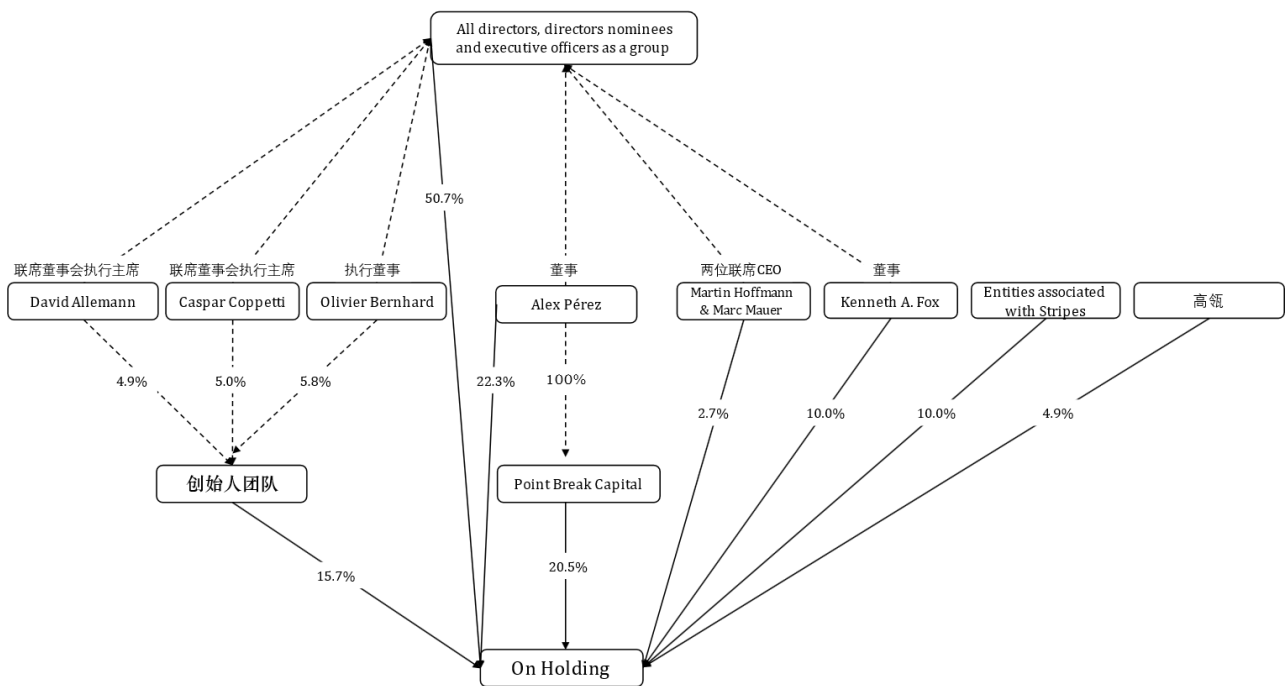 All directors, directors nominees
and executive officers as a group
50.7%
联席董事会执行主席
联席董事会执行主席
执行董事
董事
两位联席CEO
董事
David Allemann
Caspar Coppetti
Olivier Bernhard
Alex Pérez
Martin Hoffmann
& Marc Mauer
Kenneth A. Fox
Entities associated
with Stripes
高瓴
4.9%
5.0%
5.8%
22.3%
100%
2.7%
10.0%
10.0%
4.9%
创始人团队
Point Break Capital
15.7%
20.5%
On Holding